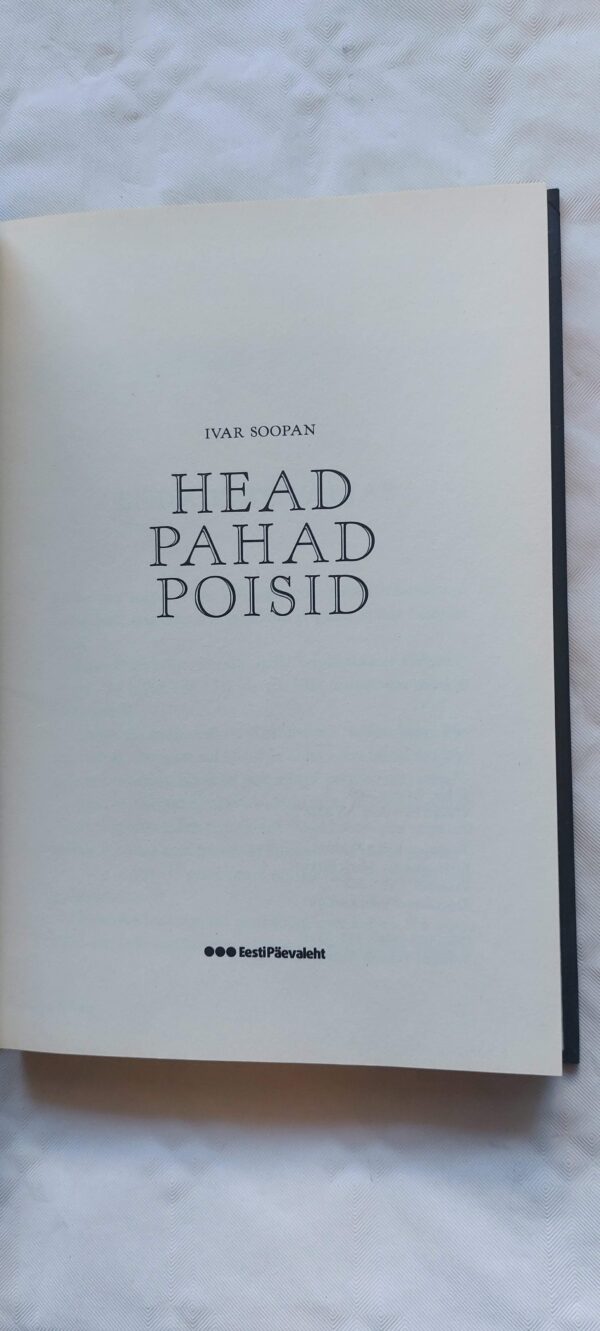 IVAR SOOPAN
HEAD
PAHAD
POISID
EestiPäevaleht